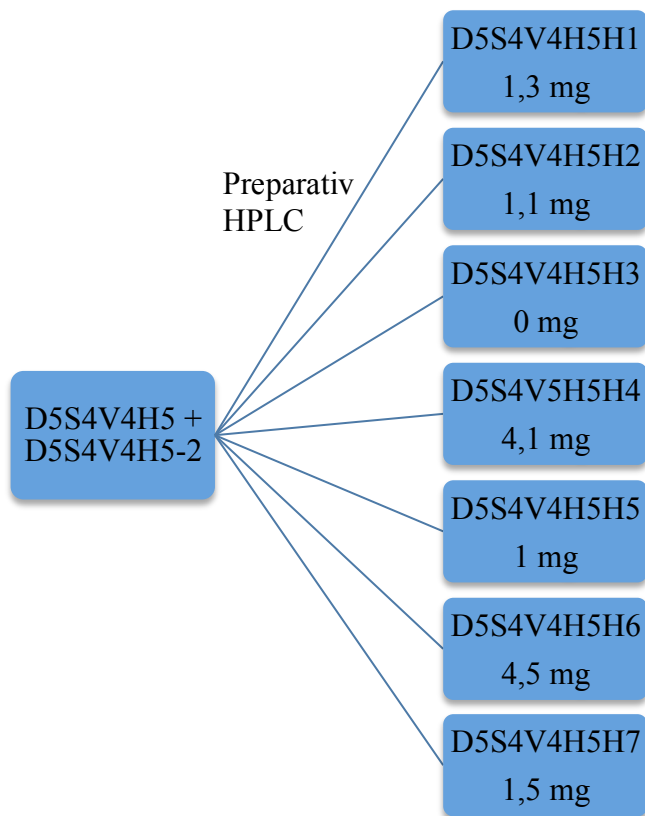 D5S4V4H5H1
1,3 mg
Preparativ
HPLC
D5S4V4H5H2
1,1 mg
D5S4V4H5H3
0 mg
D5S4V4H5 +
D5S4V4H5-2
D5S4V5H5H4
4,1 mg
D5S4V4H5H5
1 mg
D5S4V4H5H6
4,5 mg
D5S4V4H5H7
1,5 mg